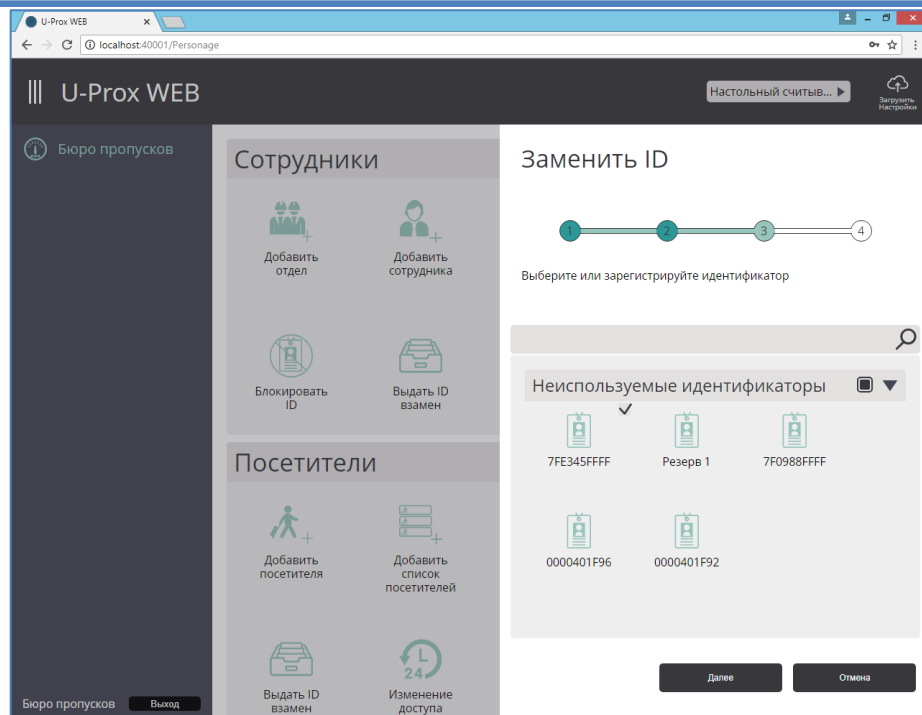 U-Prox WEB
localhost:40001/Personage
U-Prox WEB
Настольный считыв...
Загрузить
Настройки
Бюро пропусков
Сотрудники
Добавить
отдел
Добавить
сотрудника
Блокировать
ID
Выдать ID
взамен
Посетители
Добавить
посетителя
Добавить
список
посетителей
Выдать ID
взамен
24
Изменение
доступа
Заменить ID
1
2
3
4
Выберите или зарегистрируйте идентификатор
Неиспользуемые идентификаторы
7FE345FFFF
Резерв 1
7F0988FFFF
0000401F96
0000401F92
Далее
Отмена
Бюро пропусков
Выход